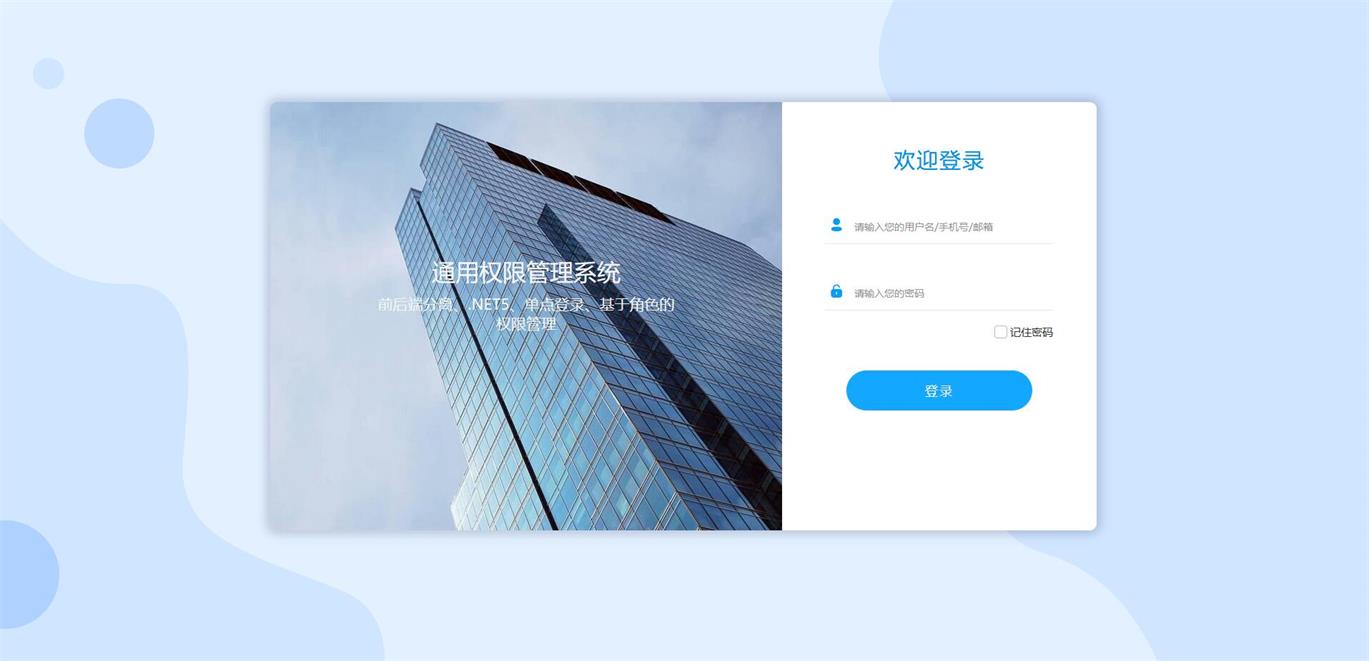 欢迎登录
请输入您的用户名/手机号/邮箱
通用权限管理系统
前后端分离、.NET5、单点登录、基于角色的
权限管理
请输入您的密码
记住密码
登录